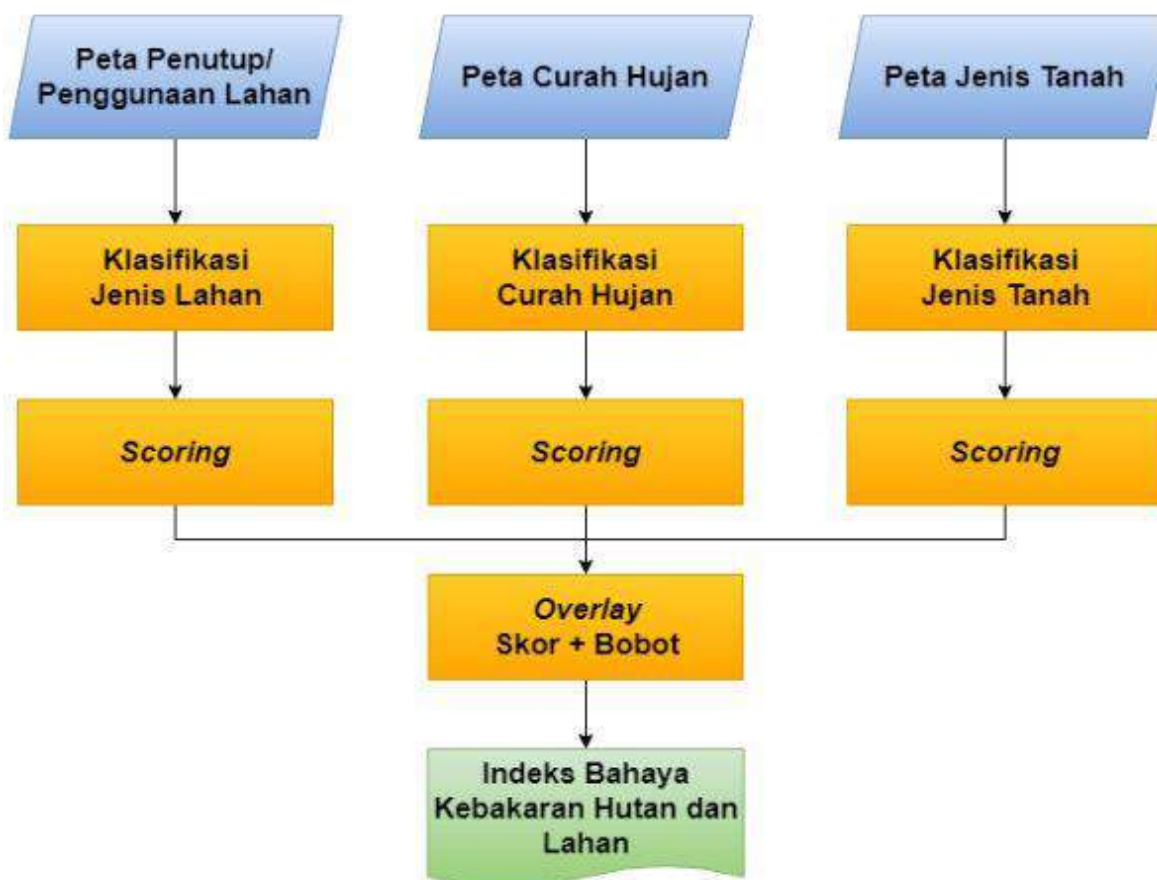 Peta Penutup/
Penggunaan Lahan
Peta Curah Hujan
Peta Jenis Tanah
Klasifikasi
Jenis Lahan
Klasifikasi
Curah Hujan
Klasifikasi
Jenis Tanah
Scoring
Scoring
Scoring
Overlay
Skor + Bobot
Indeks Bahaya
Kebakaran Hutan dan
Lahan